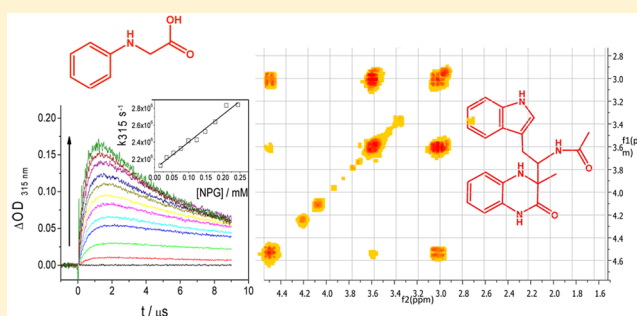 OH
H
N
O
k315 s⁻¹
2.8x10⁵
2.6x10⁵
2.4x10⁵
2.2x10⁵
0.00 0.05 0.10 0.15 0.20 0.25
[NPG] / mM
ΔOD 315 nm
0.20
0.15
0.10
0.05
0.00
0 2 4 6 8 10
t / μs
2.8
3.0
3.2
3.4
3.6
3.8
4.0
4.2
4.4
4.6
f1(p
m)
4.4 4.2 4.0 3.8 3.6 3.4 3.2 3.0 2.8 2.6 2.4 2.2 2.0 1.8 1.6
f2(ppm)
H
N
H
N
O
H
N
N
H
O